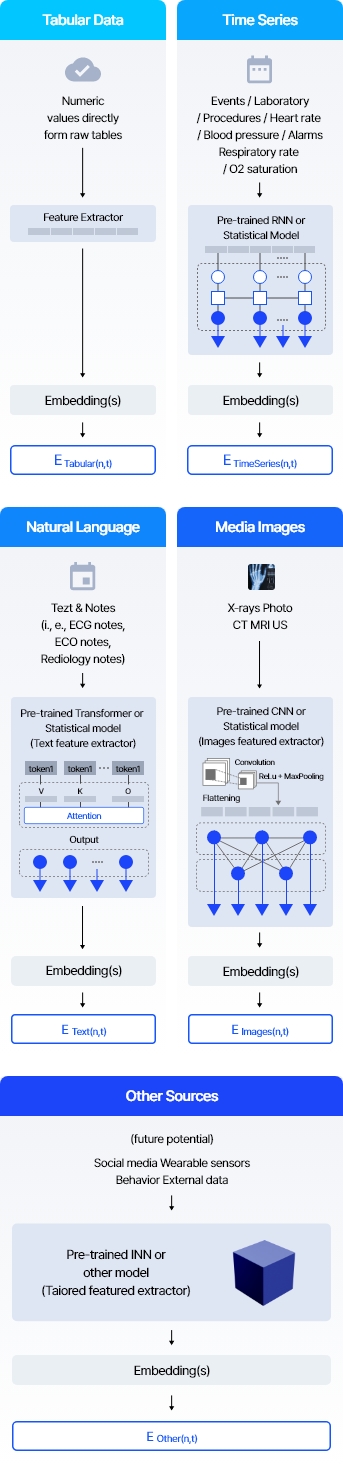 Tabular Data
Numeric
values directly
form raw tables
Feature Extractor
Embedding(s)
E Tabular(n,t)
Time Series
Events / Laboratory
/ Procedures / Heart rate
/ Blood pressure / Alarms
Respiratory rate
/ O2 saturation
Pre-trained RNN or
Statistical Model
....
....
Embedding(s)
E TimeSeries(n,t)
Natural Language
Tezt & Notes
(i., e., ECG notes,
ECO notes,
Rediology notes)
Pre-trained Transformer or
Statistical model
(Text feature extractor)
token1 token1 ···· token1
V K O
Attention
Output
....
Embedding(s)
E Text(n,t)
Media Images
X-rays Photo
CT MRI US
Pre-trained CNN or
Statistical model
(Images featured extractor)
Convolution
ReLu + MaxPooling
Flattening
Embedding(s)
E Images(n,t)
Other Sources
(future potential)
Social media Wearable sensors
Behavior External data
Pre-trained INN or
other model
(Taiored featured extractor)
Embedding(s)
E Other(n,t)